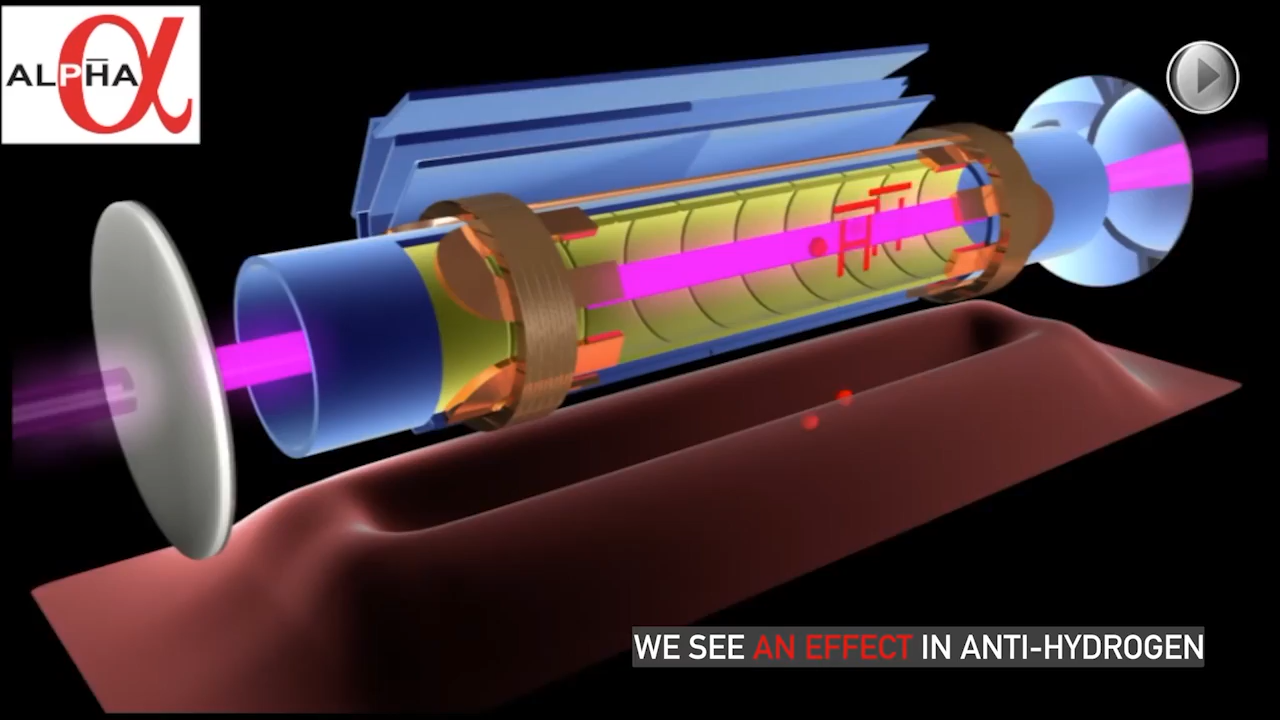 ALPHA
α
WE SEE AN EFFECT IN ANTI-HYDROGEN